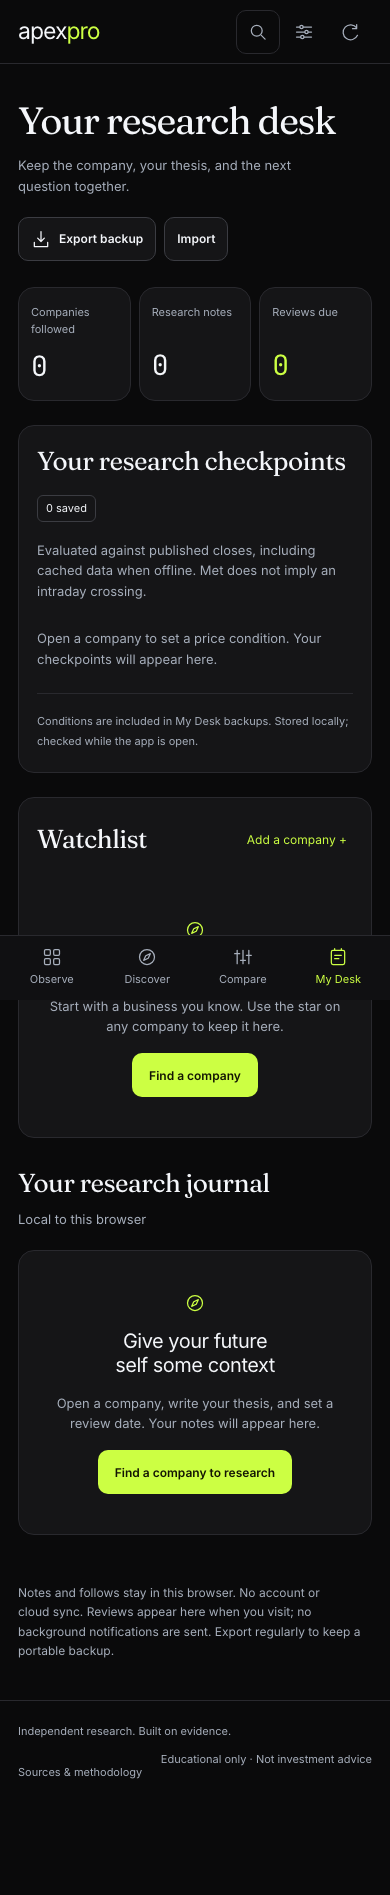 apexpro
Your research desk
Keep the company, your thesis, and the next
question together.
Export backup
Import
Companies
followed
0
Research notes
0
Reviews due
0
Your research checkpoints
0 saved
Evaluated against published closes, including
cached data when offline. Met does not imply an
intraday crossing.
Open a company to set a price condition. Your
checkpoints will appear here.
Conditions are included in My Desk backups. Stored locally;
checked while the app is open.
Watchlist
Add a company +
Observe
Discover
Compare
My Desk
Start with a business you know. Use the star on
any company to keep it here.
Find a company
Your research journal
Local to this browser
Give your future
self some context
Open a company, write your thesis, and set a
review date. Your notes will appear here.
Find a company to research
Notes and follows stay in this browser. No account or
cloud sync. Reviews appear here when you visit; no
background notifications are sent. Export regularly to keep a
portable backup.
Independent research. Built on evidence.
Educational only · Not investment advice
Sources & methodology